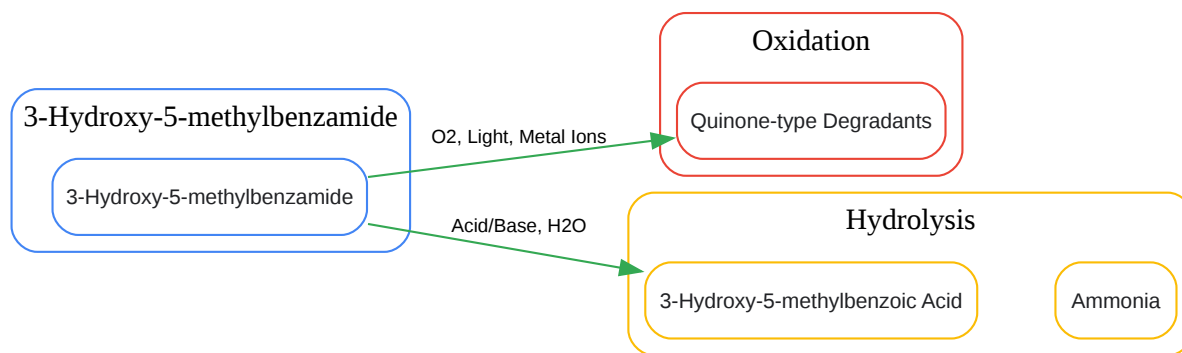 3-Hydroxy-5-methylbenzamide
3-Hydroxy-5-methylbenzamide
O2, Light, Metal Ions
Acid/Base, H2O
Oxidation
Quinone-type Degradants
Hydrolysis
3-Hydroxy-5-methylbenzoic Acid
Ammonia